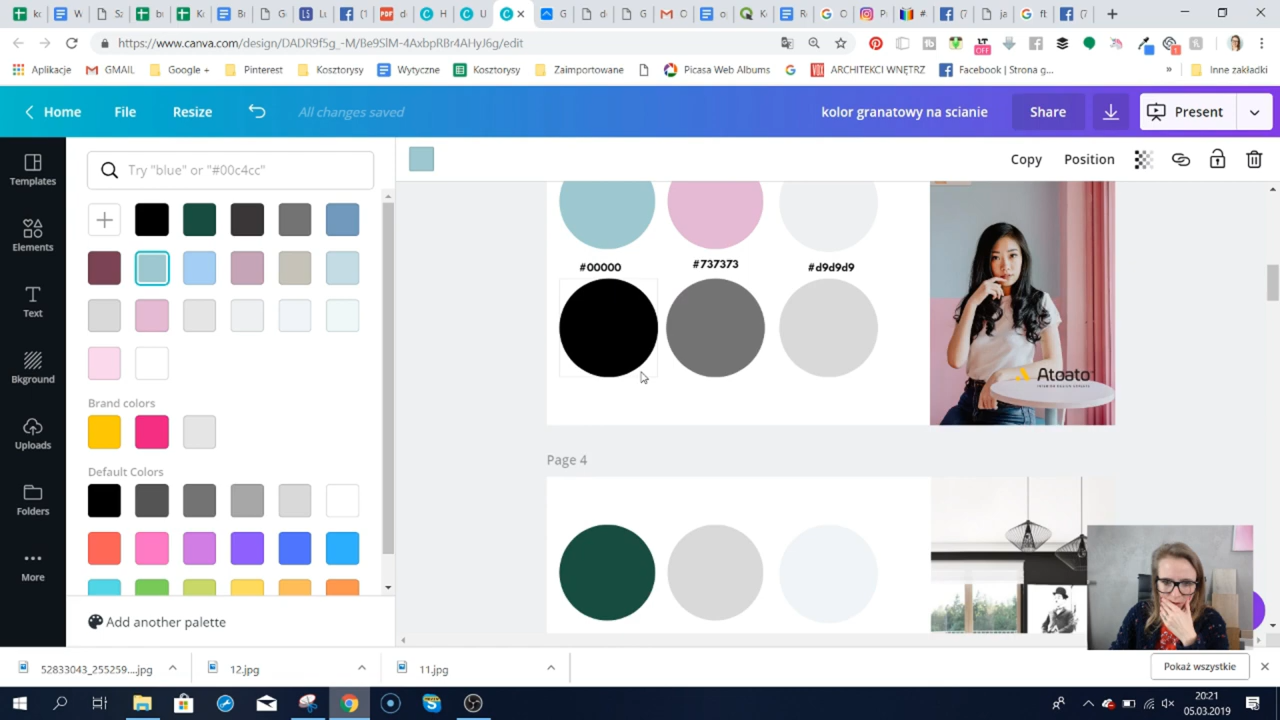 https://www.canva.com/design/DADR9f5g_-MdBe9SlM-4AxbpRBr4AHyJ6g/edit
Aplikacje
GMAIL
Google +
Pinterest
Kosztorysy
Wytyczne
Kosztorysy
Zaimportowane
Picasa Web Albums
ARCHITEKCI WNĘTRZ
Facebook | Strona g...
»
Inne zakładki
Home
File
Resize
All changes saved
kolor granatowy na scianie
Share
Present
Templates
Elements
Text
Bkground
Uploads
Folders
More
Try "blue" or "#00c4cc"
Brand colors
Default Colors
Add another palette
Copy
Position
#00000
#737373
#d9d9d9
Atoato
Page 4
52833043_255259....jpg
12.jpg
11.jpg
Pokaż wszystkie
20:21
05.03.2019